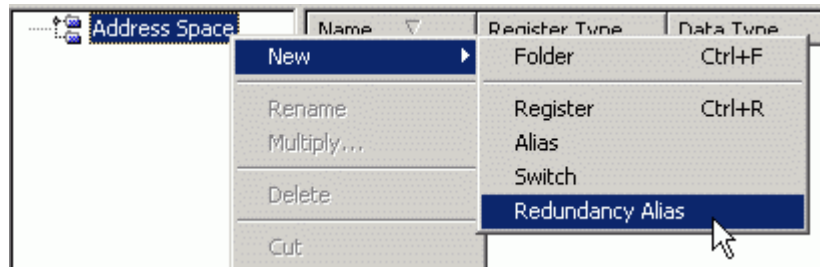 Address Space
Name Register Type Data Type
New
Folder Ctrl+F
Rename
Register Ctrl+R
Multiply...
Alias
Switch
Delete
Redundancy Alias
Cut